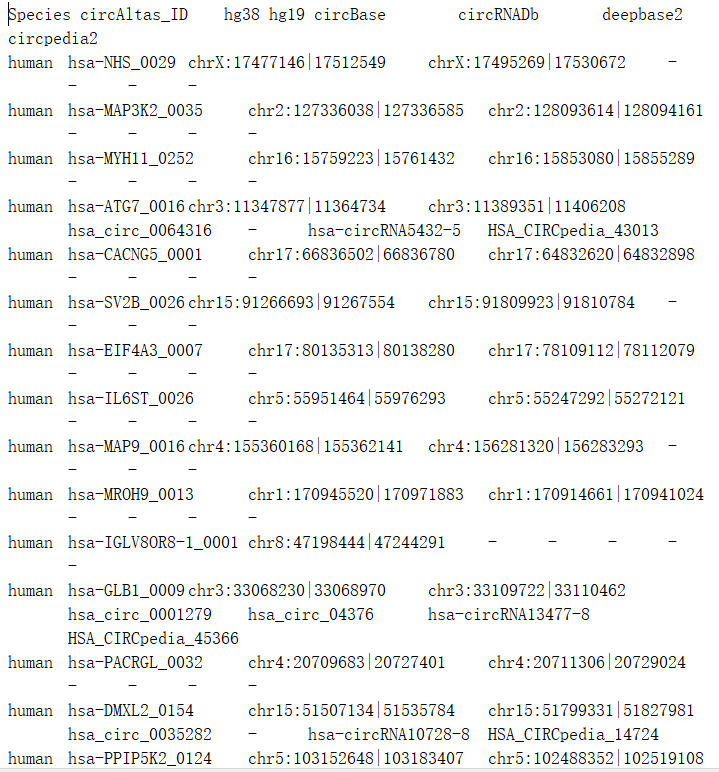 Species circAltas_ID hg38 hg19 circBase circRNADb deepbase2
circpedia2
human hsa-NHS_0029 chrX:17477146|17512549 chrX:17495269|17530672 -
- - -
human hsa-MAP3K2_0035 chr2:127336038|127336585 chr2:128093614|128094161
- - - -
human hsa-MYH11_0252 chr16:15759223|15761432 chr16:15853080|15855289
- - - -
human hsa-ATG7_0016 chr3:11347877|11364734 chr3:11389351|11406208
hsa_circ_0064316 - hsa-circRNA5432-5 HSA_CIRCpedia_43013
human hsa-CACNG5_0001 chr17:66836502|66836780 chr17:64832620|64832898
- - - -
human hsa-SV2B_0026 chr15:91266693|91267554 chr15:91809923|91810784 -
- - -
human hsa-EIF4A3_0007 chr17:80135313|80138280 chr17:78109112|78112079
- - - -
human hsa-IL6ST_0026 chr5:55951464|55976293 chr5:55247292|55272121
- - - -
human hsa-MAP9_0016 chr4:155360168|155362141 chr4:156281320|156283293 -
- - -
human hsa-MROH9_0013 chr1:170945520|170971883 chr1:170914661|170941024
- - - -
human hsa-IGLV8OR8-1_0001 chr8:47198444|47244291 - - - -
-
human hsa-GLB1_0009 chr3:33068230|33068970 chr3:33109722|33110462
hsa_circ_0001279 hsa_circ_04376 hsa-circRNA13477-8
HSA_CIRCpedia_45366
human hsa-PACRGL_0032 chr4:20709683|20727401 chr4:20711306|20729024
- - - -
human hsa-DMXL2_0154 chr15:51507134|51535784 chr15:51799331|51827981
hsa_circ_0035282 - hsa-circRNA10728-8 HSA_CIRCpedia_14724
human hsa-PPIP5K2_0124 chr5:103152648|103183407 chr5:102488352|102519108